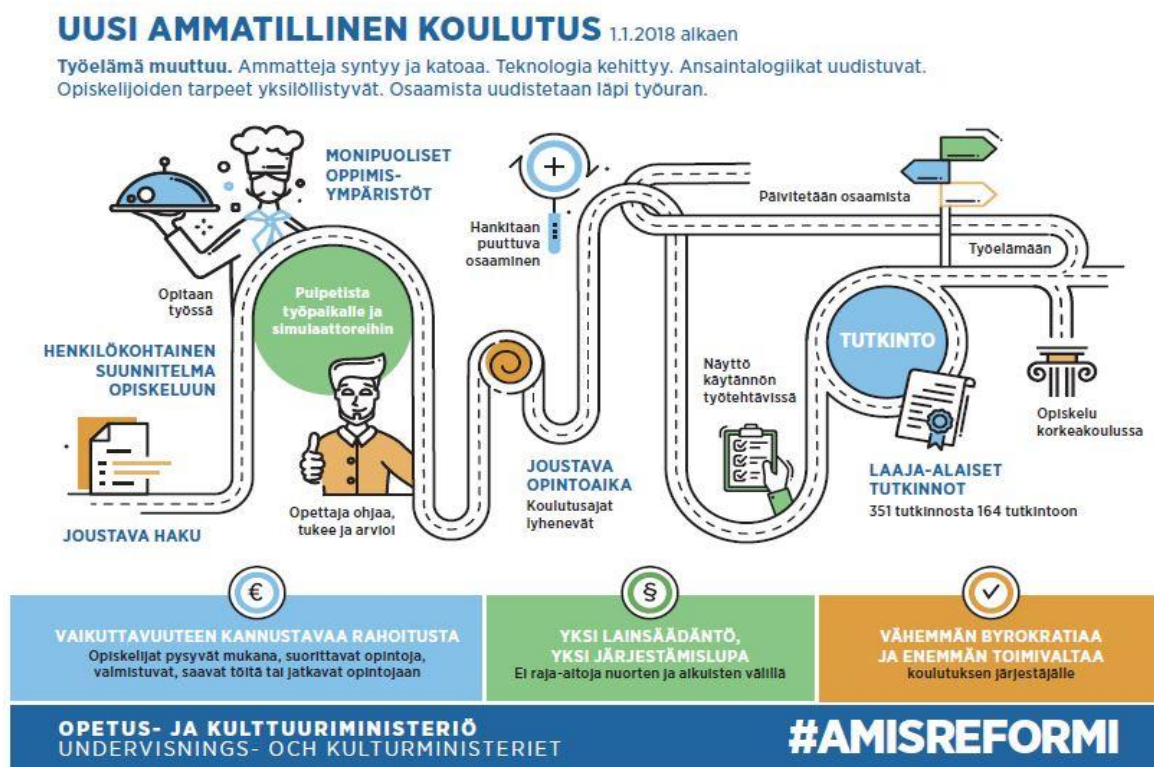 UUSI AMMATILLINEN KOULUTUS 1.1.2018 alkaen
Työelämä muuttuu. Ammatteja syntyy ja katoaa. Teknologia kehittyy. Ansaintalogiikat uudistuvat.
Opiskelijoiden tarpeet yksilöllistyvät. Osaamista uudistetaan läpi työuran.
MONIPUOLISET
OPPIMIS-
YMPÄRISTÖT
Opitaan
työssä
Pulpetista
työpaikalle ja
simulaattoreihin
HENKILÖKOHTAINEN
SUUNNITELMA
OPISKELUUN
JOUSTAVA HAKU
Opettaja ohjaa,
tukee ja arvioi
Hankitaan
puuttuva
osaaminen
JOUSTAVA
OPINTOAIKA
Koulutusajat
lyhenevät
Päivitetään osaamista
Työelämään
Näyttö
käytännön
työtehtävissä
TUTKINTO
Opiskelu
korkeakoulussa
LAAJA-ALAISET
TUTKINNOT
351 tutkinnosta 164 tutkintoon
€
VAIKUTTAVUUTEEN KANNUSTAVAA RAHOITUSTA
Opiskelijat pysyvät mukana, suorittavat opintoja,
valmistuvat, saavat töitä tai jatkavat opintojaan
§
YKSI LAINSÄÄDÄNTÖ,
YKSI JÄRJESTÄMISLUPA
Ei raja-aitoja nuorten ja aikuisten välillä
VÄHEMMÄN BYROKRATIAA
JA ENEMMÄN TOIMIVALTAA
koulutuksen järjestäjälle
OPETUS- JA KULTTUURIMINISTERIÖ
UNDERVISNINGS- OCH KULTURMINISTERIET
#AMISREFORMI